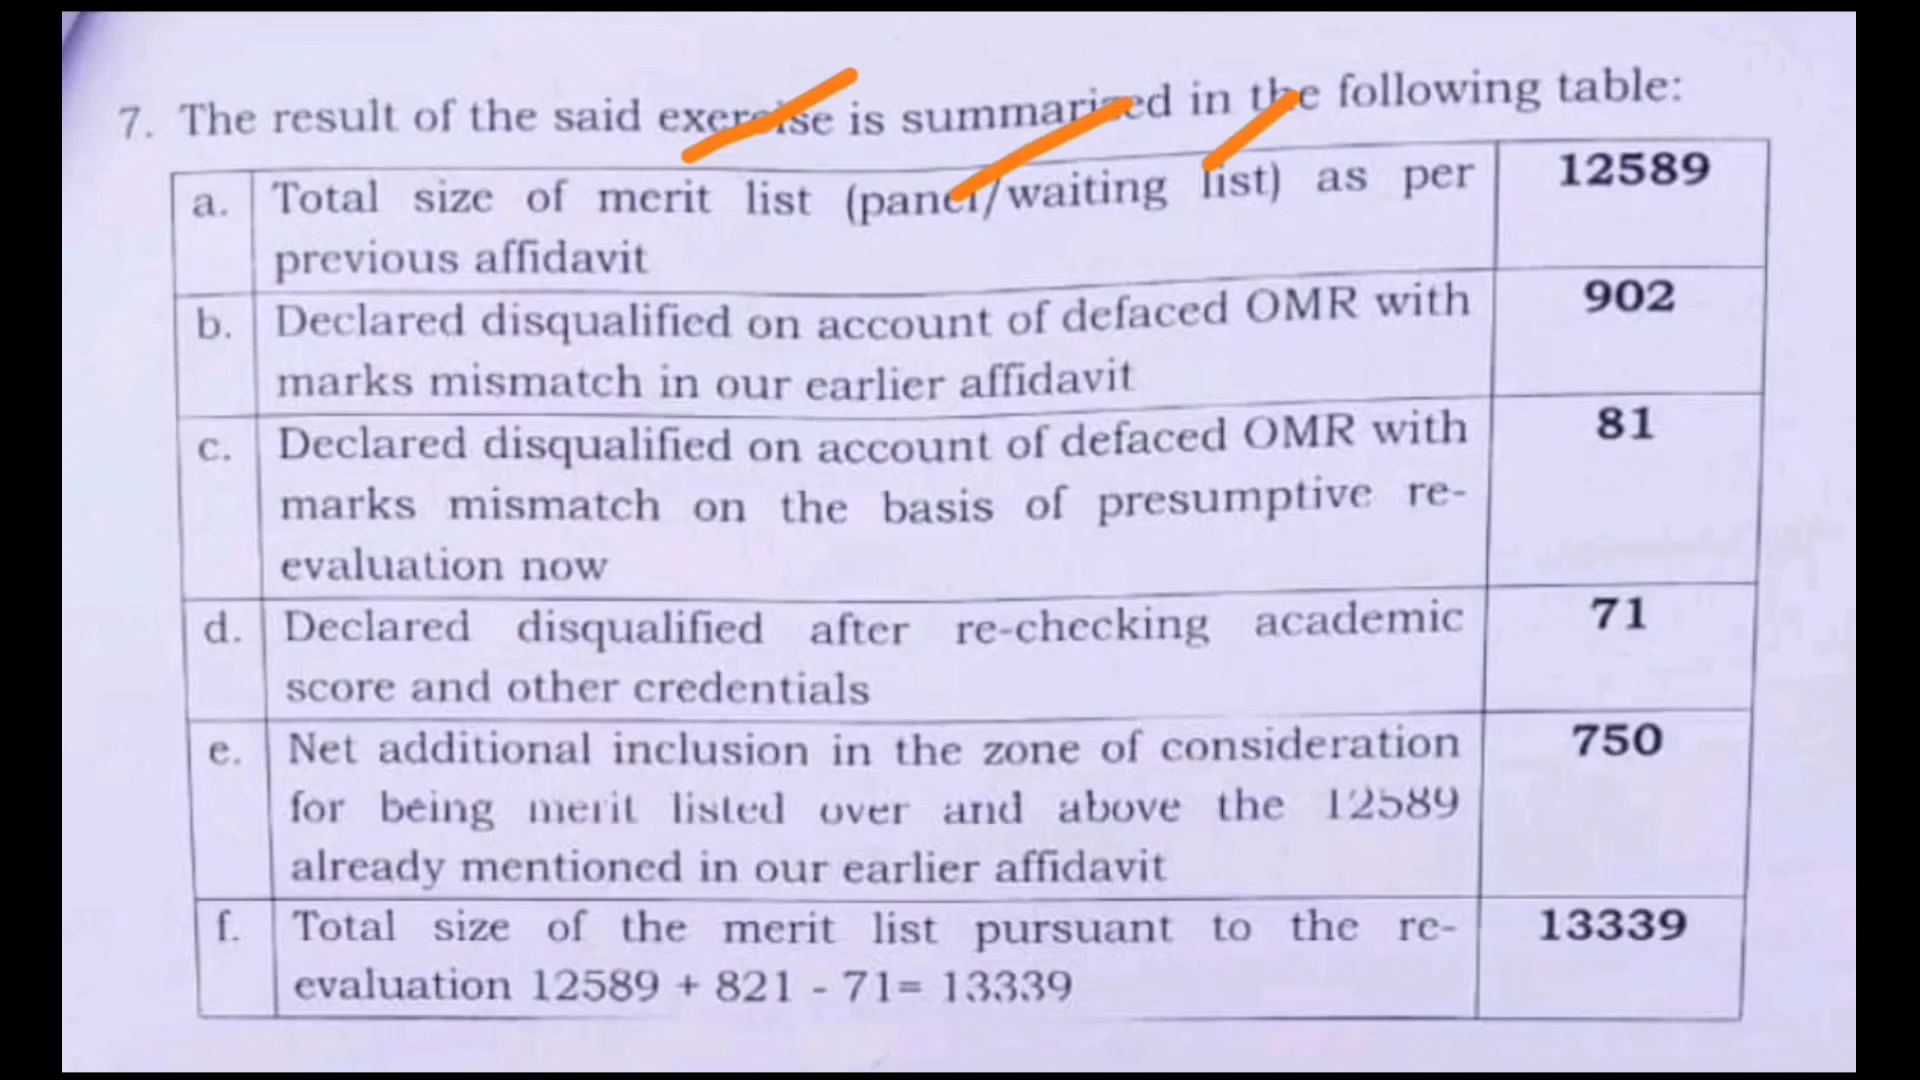 7. The result of the said exercise is summarized in the following table:
a. Total size of merit list (panel/waiting list) as per 12589
previous affidavit
b. Declared disqualified on account of defaced OMR with 902
marks mismatch in our earlier affidavit
c. Declared disqualified on account of defaced OMR with 81
marks mismatch on the basis of presumptive re-
evaluation now
d. Declared disqualified after re-checking academic 71
score and other credentials
e. Net additional inclusion in the zone of consideration 750
for being merit listed over and above the 12589
already mentioned in our earlier affidavit
f. Total size of the merit list pursuant to the re- 13339
evaluation 12589 + 821 - 71= 13339